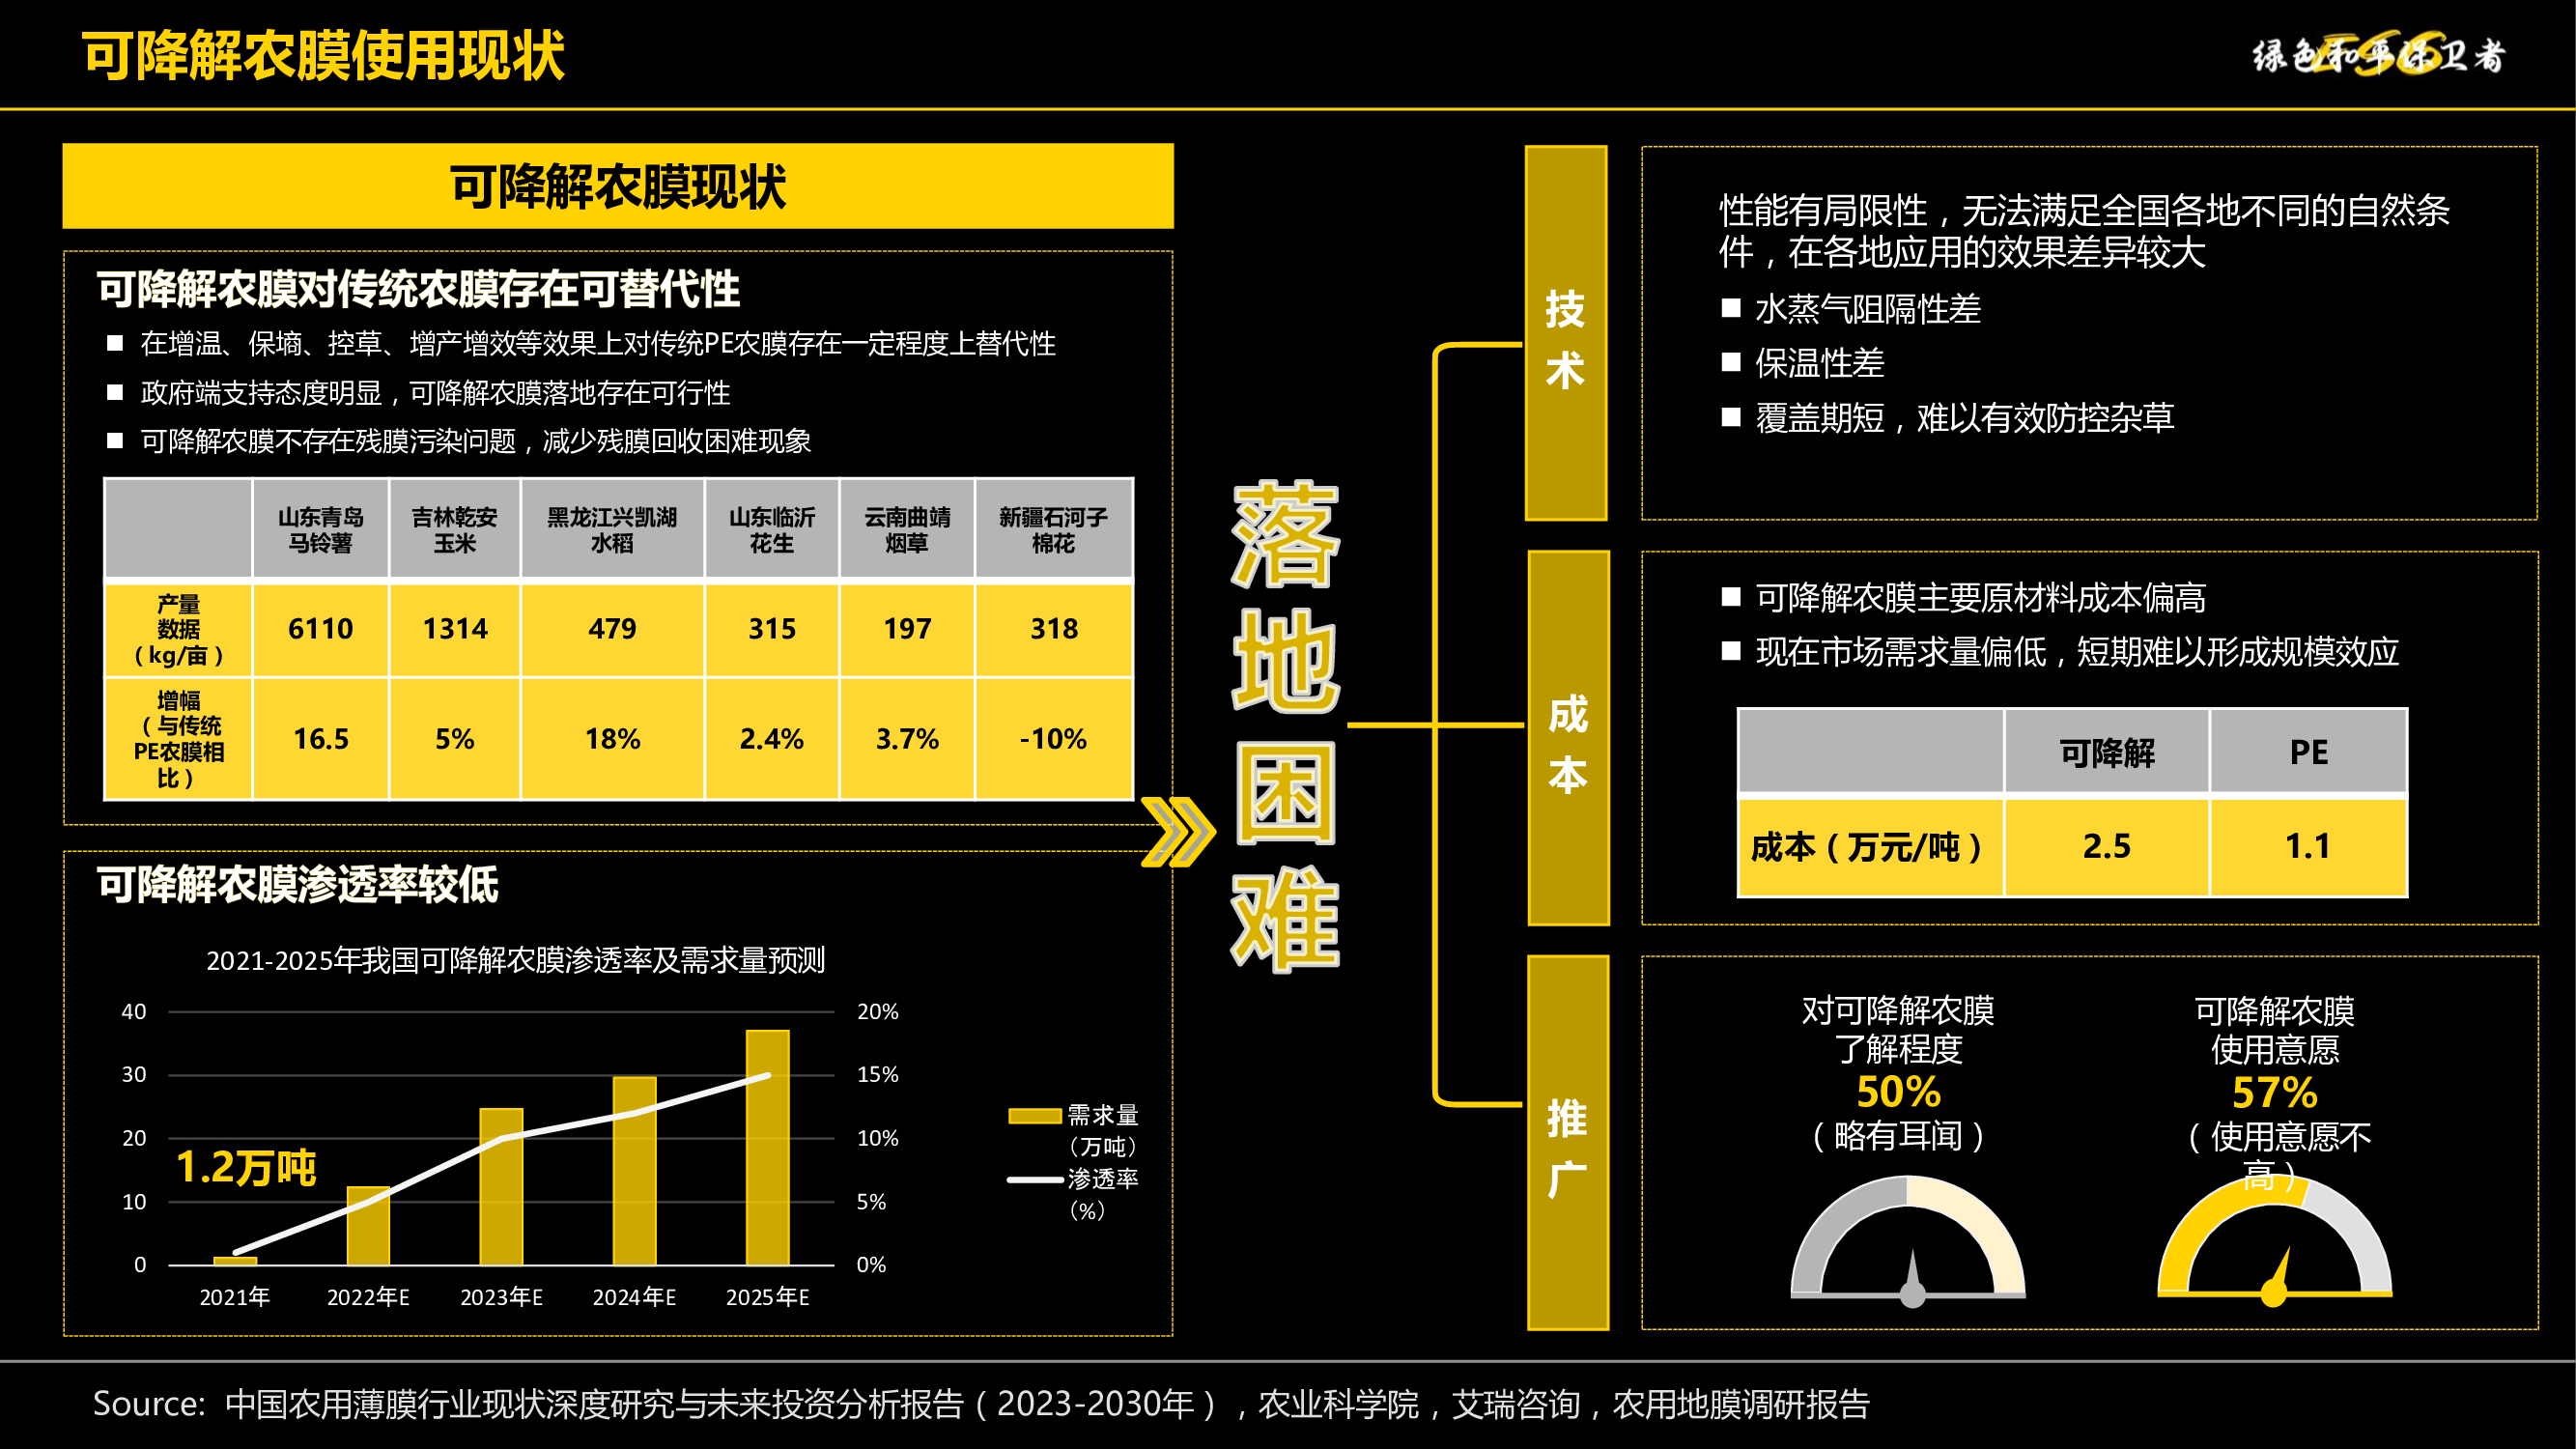 可降解农膜使用现状
绿色和平保卫者
可降解农膜现状
可降解农膜对传统农膜存在可替代性
■ 在增温、保墒、控草、增产增效等效果上对传统PE农膜存在一定程度上替代性
■ 政府端支持态度明显，可降解农膜落地存在可行性
■ 可降解农膜不存在残膜污染问题，减少残膜回收困难现象
山东青岛
马铃薯
吉林乾安
玉米
黑龙江兴凯湖
水稻
山东临沂
花生
云南曲靖
烟草
新疆石河子
棉花
产量
数据
（kg/亩）
6110 1314 479 315 197 318
增幅
（与传统
PE农膜相
比）
16.5 5% 18% 2.4% 3.7% -10%
可降解农膜渗透率较低
2021-2025年我国可降解农膜渗透率及需求量预测
40 20%
30 15%
20 10%
10 5%
0 0%
1.2万吨
2021年 2022年E 2023年E 2024年E 2025年E
需求量
（万吨）
渗透率
（%）
落
地
困
难
技
术
性能有局限性，无法满足全国各地不同的自然条
件，在各地应用的效果差异较大
■ 水蒸气阻隔性差
■ 保温性差
■ 覆盖期短，难以有效防控杂草
成
本
■ 可降解农膜主要原材料成本偏高
■ 现在市场需求量偏低，短期难以形成规模效应
可降解 PE
成本（万元/吨） 2.5 1.1
推
广
对可降解农膜
了解程度
50%
（略有耳闻）
可降解农膜
使用意愿
57%
（使用意愿不
高）
Source: 中国农用薄膜行业现状深度研究与未来投资分析报告（2023-2030年），农业科学院，艾瑞咨询，农用地膜调研报告